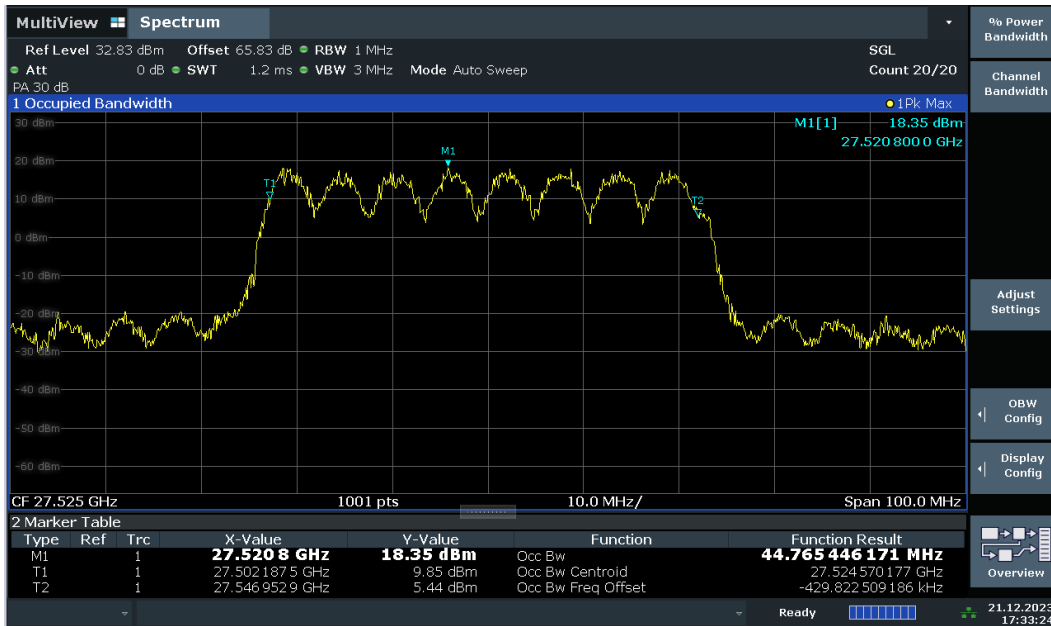 MultiView Spectrum
Ref Level 32.83 dBm Offset 65.83 dB RBW 1 MHz SGL
Att 0 dB SWT 1.2 ms VBW 3 MHz Mode Auto Sweep Count 20/20
PA 30 dB
1 Occupied Bandwidth 1Pk Max
30 dBm M1[1] 18.35 dBm
27.520 800 0 GHz
20 dBm M1
T1
10 dBm T2
0 dBm
-10 dBm
-20 dBm
-30 dBm
-40 dBm
-50 dBm
-60 dBm
CF 27.525 GHz 1001 pts 10.0 MHz/ Span 100.0 MHz
2 Marker Table
Type Ref Trc X-Value Y-Value Function Function Result
M1 1 27.520 8 GHz 18.35 dBm Occ Bw 44.765 446 171 MHz
T1 1 27.502 187 5 GHz 9.85 dBm Occ Bw Centroid 27.524 570 177 GHz
T2 1 27.546 952 9 GHz 5.44 dBm Occ Bw Freq Offset -429.822 509 186 kHz
Ready 21.12.2023
17:33:24
% Power
Bandwidth
Channel
Bandwidth
Adjust
Settings
OBW
Config
Display
Config
Overview